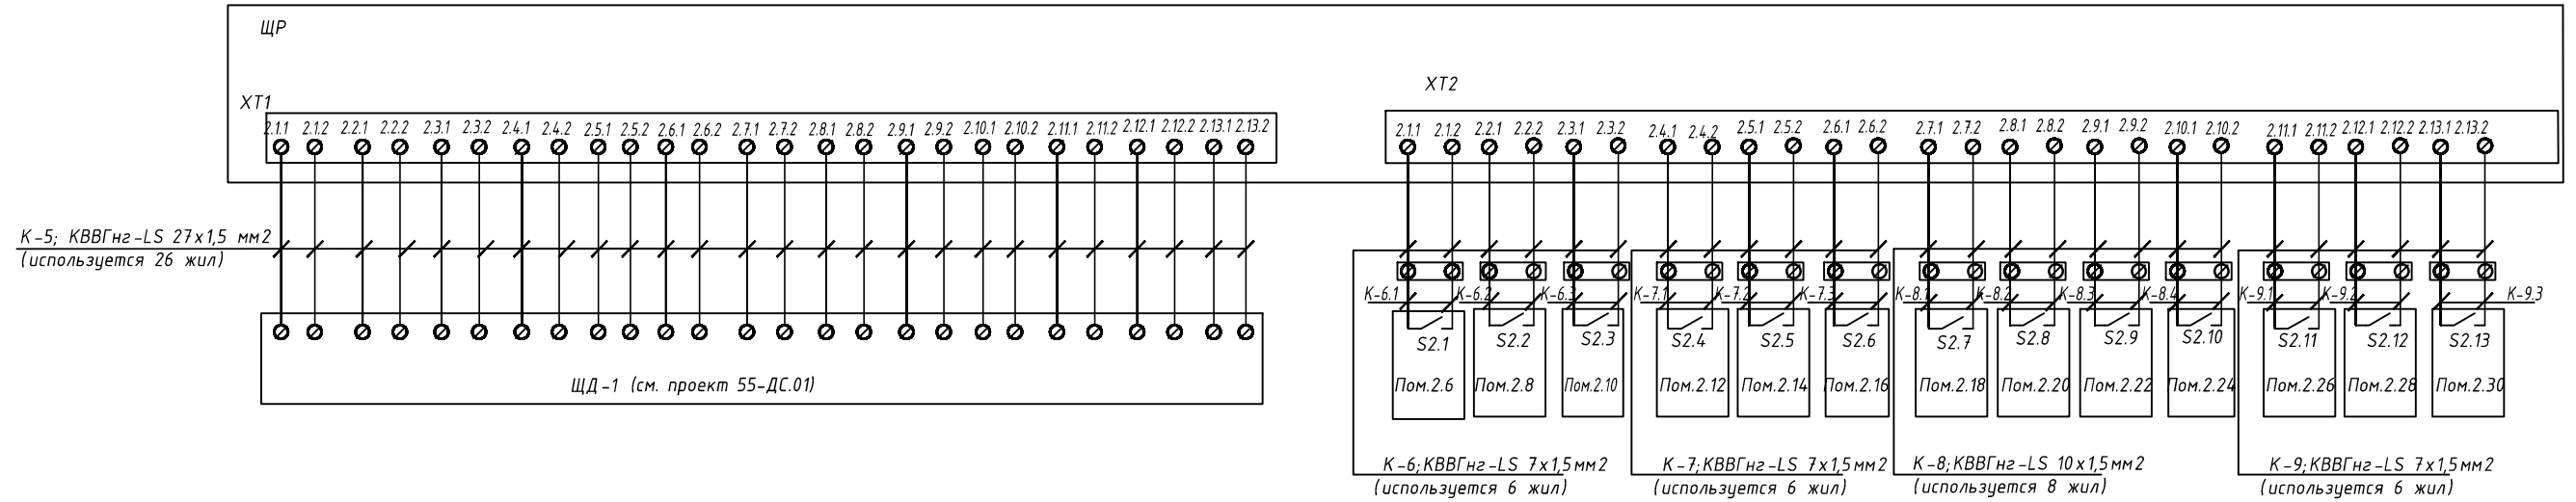 ЩР
ХТ1
ХТ2
2.1.1 2.1.2 2.2.1 2.2.2 2.3.1 2.3.2 2.4.1 2.4.2 2.5.1 2.5.2 2.6.1 2.6.2 2.7.1 2.7.2 2.8.1 2.8.2 2.9.1 2.9.2 2.10.1 2.10.2 2.11.1 2.11.2 2.12.1 2.12.2 2.13.1 2.13.2
2.1.1 2.1.2 2.2.1 2.2.2 2.3.1 2.3.2 2.4.1 2.4.2 2.5.1 2.5.2 2.6.1 2.6.2 2.7.1 2.7.2 2.8.1 2.8.2 2.9.1 2.9.2 2.10.1 2.10.2 2.11.1 2.11.2 2.12.1 2.12.2 2.13.1 2.13.2
К-5; КВВГнг-LS 27х1,5 мм2
(используется 26 жил)
К-6.1 К-6.2 К-6.3 К-7.1 К-7.2 К-7.3 К-8.1 К-8.2 К-8.3 К-8.4 К-9.1 К-9.2 К-9.3
S2.1 S2.2 S2.3 S2.4 S2.5 S2.6 S2.7 S2.8 S2.9 S2.10 S2.11 S2.12 S2.13
ЩД-1 (см. проект 55-ДС.01)
Пом.2.6 Пом.2.8 Пом.2.10 Пом.2.12 Пом.2.14 Пом.2.16 Пом.2.18 Пом.2.20 Пом.2.22 Пом.2.24 Пом.2.26 Пом.2.28 Пом.2.30
К-6;КВВГнг-LS 7х1,5мм2
(используется 6 жил)
К-7;КВВГнг-LS 7х1,5мм2
(используется 6 жил)
К-8;КВВГнг-LS 10х1,5мм2
(используется 8 жил)
К-9;КВВГнг-LS 7х1,5мм2
(используется 6 жил)